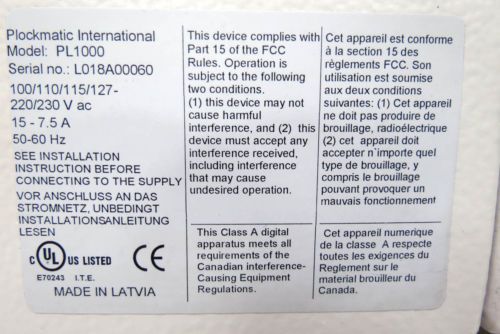 Plockmatic International
Model: PL1000
Serial no.: L018A00060
100/110/115/127-
220/230 V ac
15 - 7.5 A
50-60 Hz
SEE INSTALLATION
INSTRUCTION BEFORE
CONNECTING TO THE SUPPLY
VOR ANSCHLUSS AN DAS
STROMNETZ, UNBEDINGT
INSTALLATIONSANLEITUNG
LESEN
C UL US LISTED CE
E70243 I.T.E.
MADE IN LATVIA
This device complies with
Part 15 of the FCC
Rules. Operation is
subject to the following
two conditions.
(1) this device may not
cause harmful
interference, and (2) this
device must accept any
interference received,
including interference
that may cause
undesired operation.
This Class A digital
apparatus meets all
requirements of the
Canadian interference-
Causing Equipment
Regulations.
Cet appareil est conforme
à la section 15 des
règlements FCC. Son
utilisation est soumise
aux deux conditions
suivantes: (1) Cet appareil
ne doit pas produire de
brouillage, radioélectrique
(2) cet appareil doit
accepter n`importe quel
type de brouillage, y
compris le brouillage
pouvant provoquer un
mauvais fonctionnement
Cet appareil numerique
de la classe A respecte
toutes les exigences du
Reglement sur le
material brouilleur du
Canada.